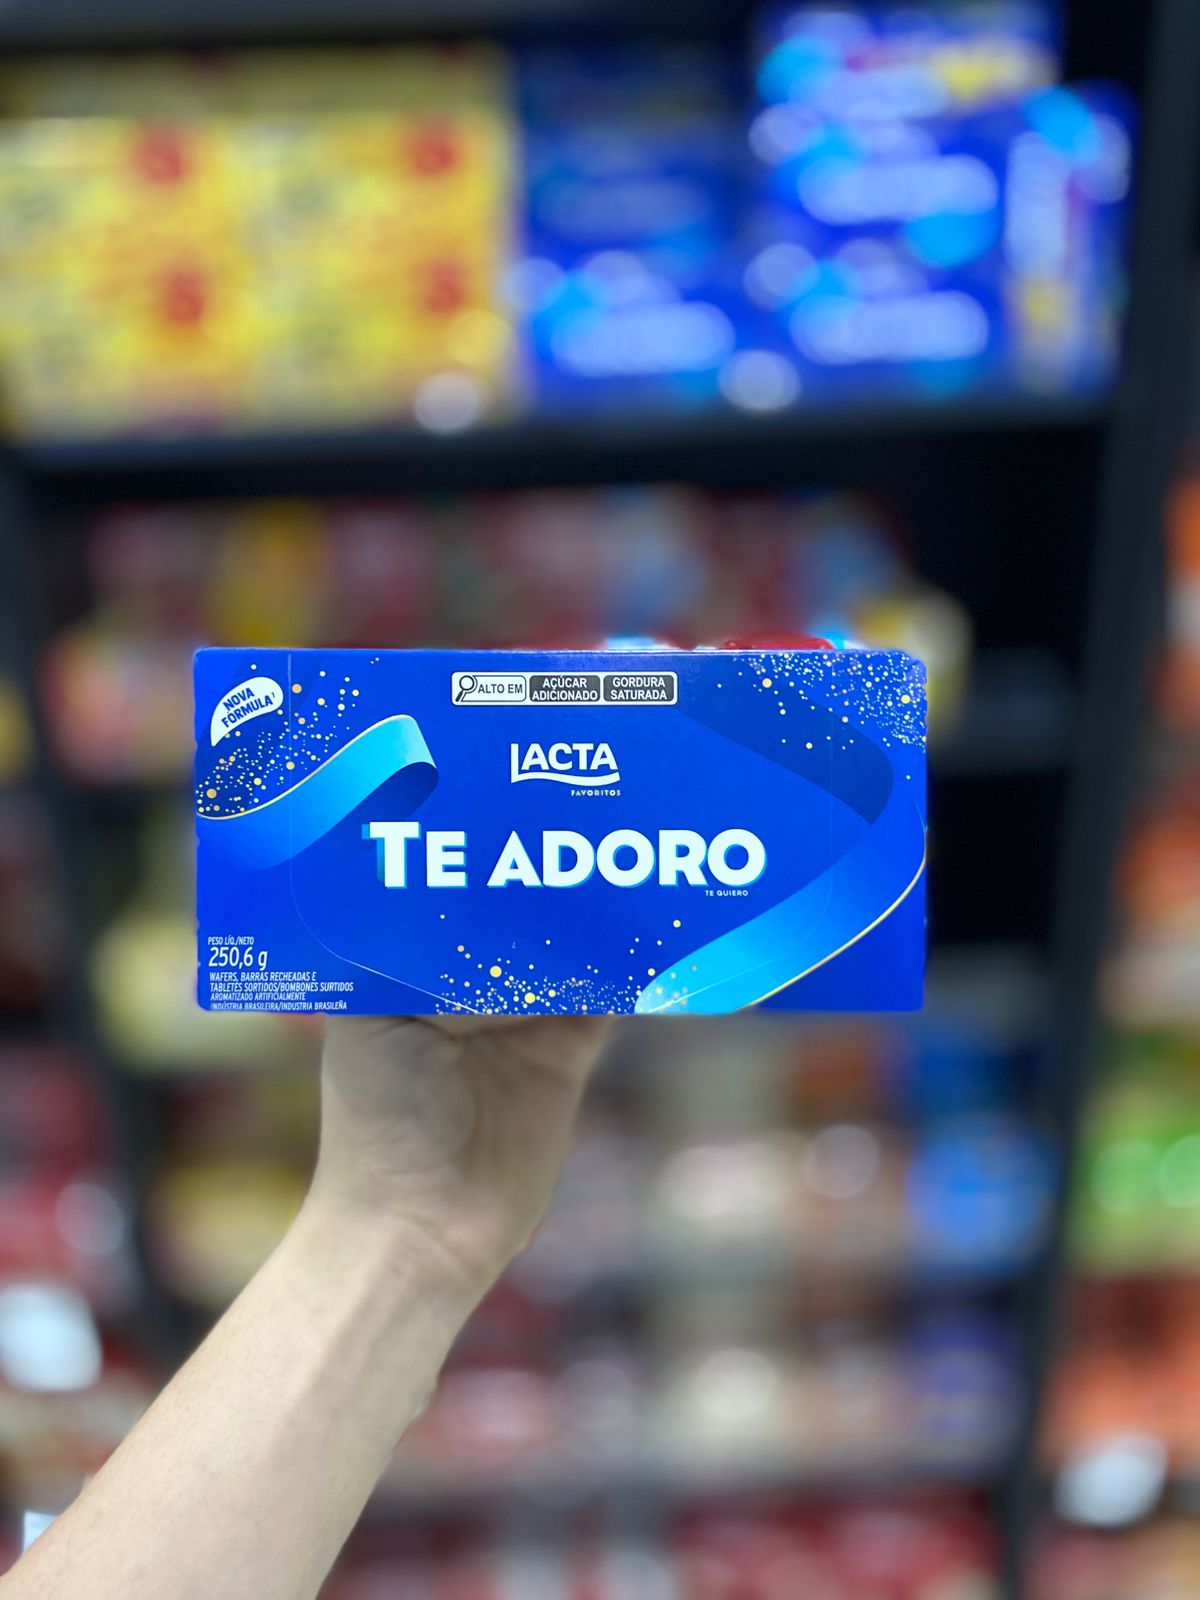 NOVA
FÓRMULA¹
ALTO EM
AÇÚCAR
ADICIONADO
GORDURA
SATURADA
LACTA
FAVORITOS
TE ADORO
TE QUIERO
PESO LÍQ./NETO
250,6 g
WAFERS, BARRAS RECHEADAS E
TABLETES SORTIDOS/BOMBONES SURTIDOS
AROMATIZADO ARTIFICIALMENTE
INDÚSTRIA BRASILEIRA/INDUSTRIA BRASILEÑA